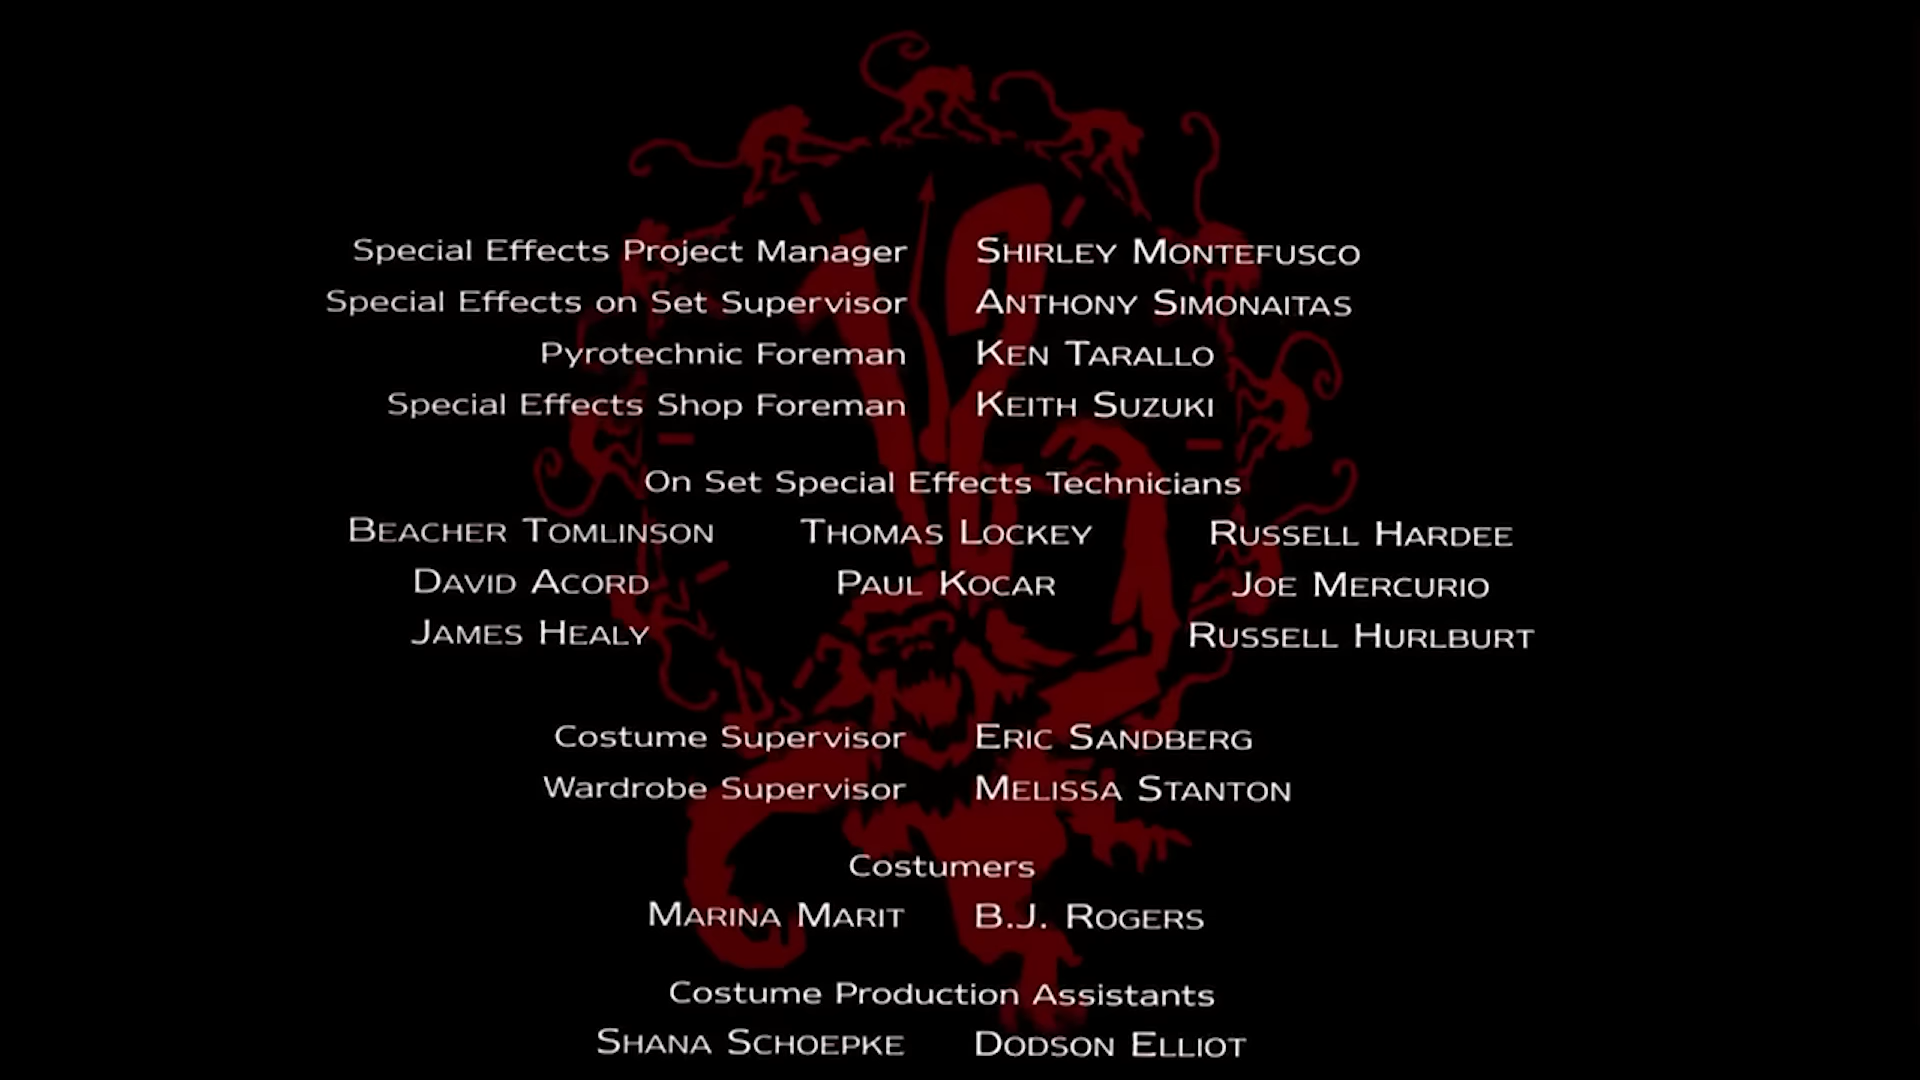 Special Effects Project Manager SHIRLEY MONTEFUSCO
Special Effects on Set Supervisor ANTHONY SIMONAITAS
Pyrotechnic Foreman KEN TARALLO
Special Effects Shop Foreman KEITH SUZUKI
On Set Special Effects Technicians
BEACHER TOMLINSON THOMAS LOCKEY RUSSELL HARDEE
DAVID ACORD PAUL KOCAR JOE MERCURIO
JAMES HEALY RUSSELL HURLBURT
Costume Supervisor ERIC SANDBERG
Wardrobe Supervisor MELISSA STANTON
Costumers
MARINA MARIT B.J. ROGERS
Costume Production Assistants
SHANA SCHOEPKE DODSON ELLIOT